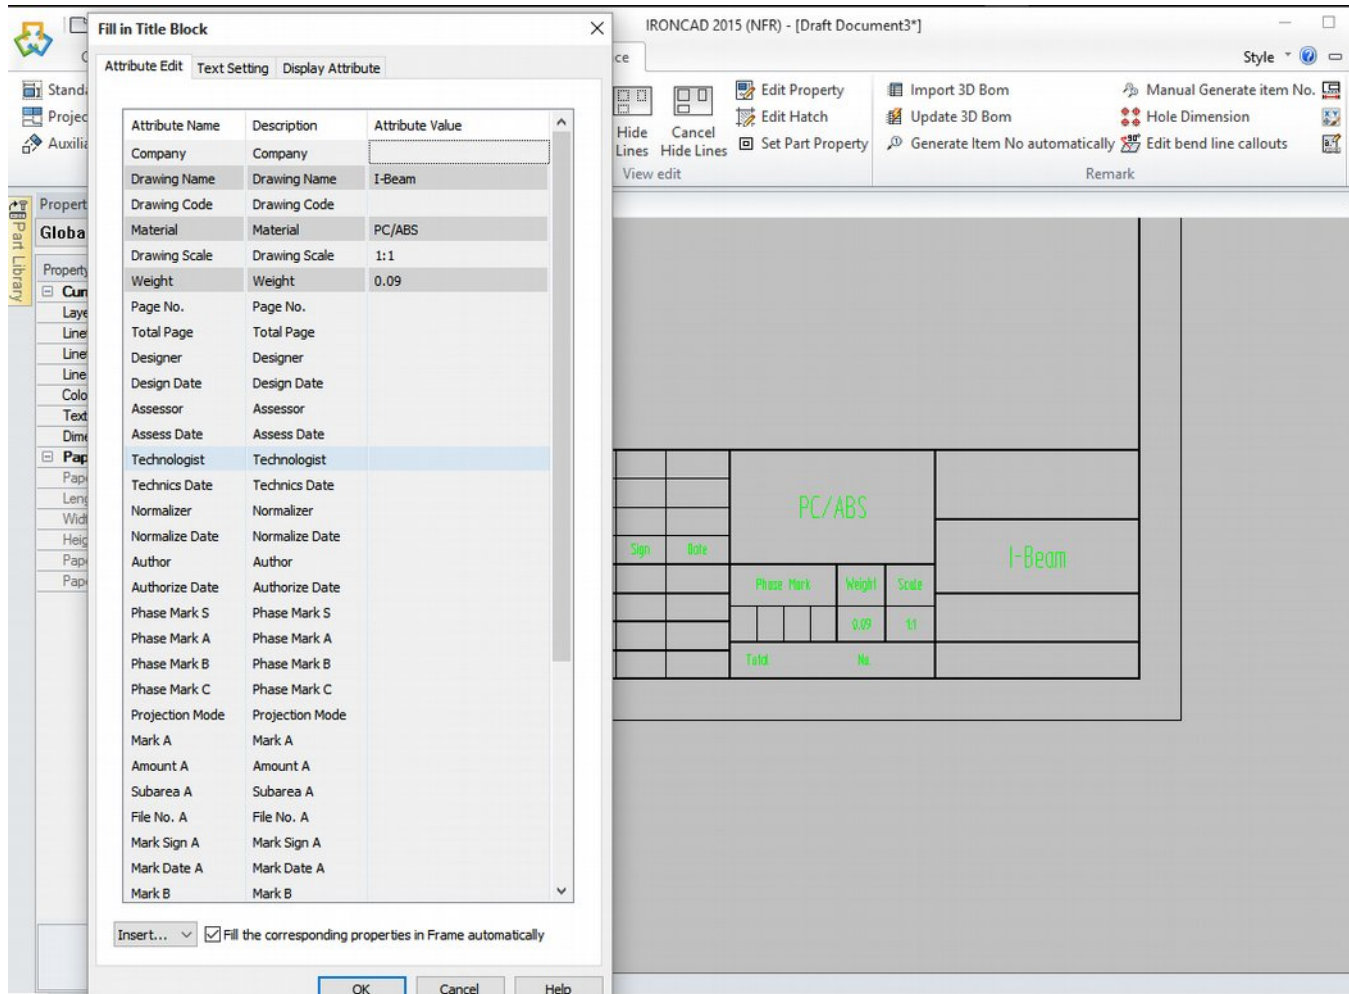 Fill in Title Block
IRONCAD 2015 (NFR) - [Draft Document3*]
Attribute Edit Text Setting Display Attribute
Style
Edit Property
Edit Hatch
Set Part Property
Hide Lines
Cancel Hide Lines
View edit
Import 3D Bom
Update 3D Bom
Generate Item No automatically
Manual Generate item No.
Hole Dimension
Edit bend line callouts
Remark
Part Library
Attribute Name Description Attribute Value
Company Company
Drawing Name Drawing Name I-Beam
Drawing Code Drawing Code
Material Material PC/ABS
Drawing Scale Drawing Scale 1:1
Weight Weight 0.09
Page No. Page No.
Total Page Total Page
Designer Designer
Design Date Design Date
Assessor Assessor
Assess Date Assess Date
Technologist Technologist
Technics Date Technics Date
Normalizer Normalizer
Normalize Date Normalize Date
Author Author
Authorize Date Authorize Date
Phase Mark S Phase Mark S
Phase Mark A Phase Mark A
Phase Mark B Phase Mark B
Phase Mark C Phase Mark C
Projection Mode Projection Mode
Mark A Mark A
Amount A Amount A
Subarea A Subarea A
File No. A File No. A
Mark Sign A Mark Sign A
Mark Date A Mark Date A
Mark B Mark B
Insert... Fill the corresponding properties in Frame automatically
OK Cancel Help
PC/ABS
I-Beam
Sign Date
Phase Mark Weight Scale
0.09 1:1
Total No.